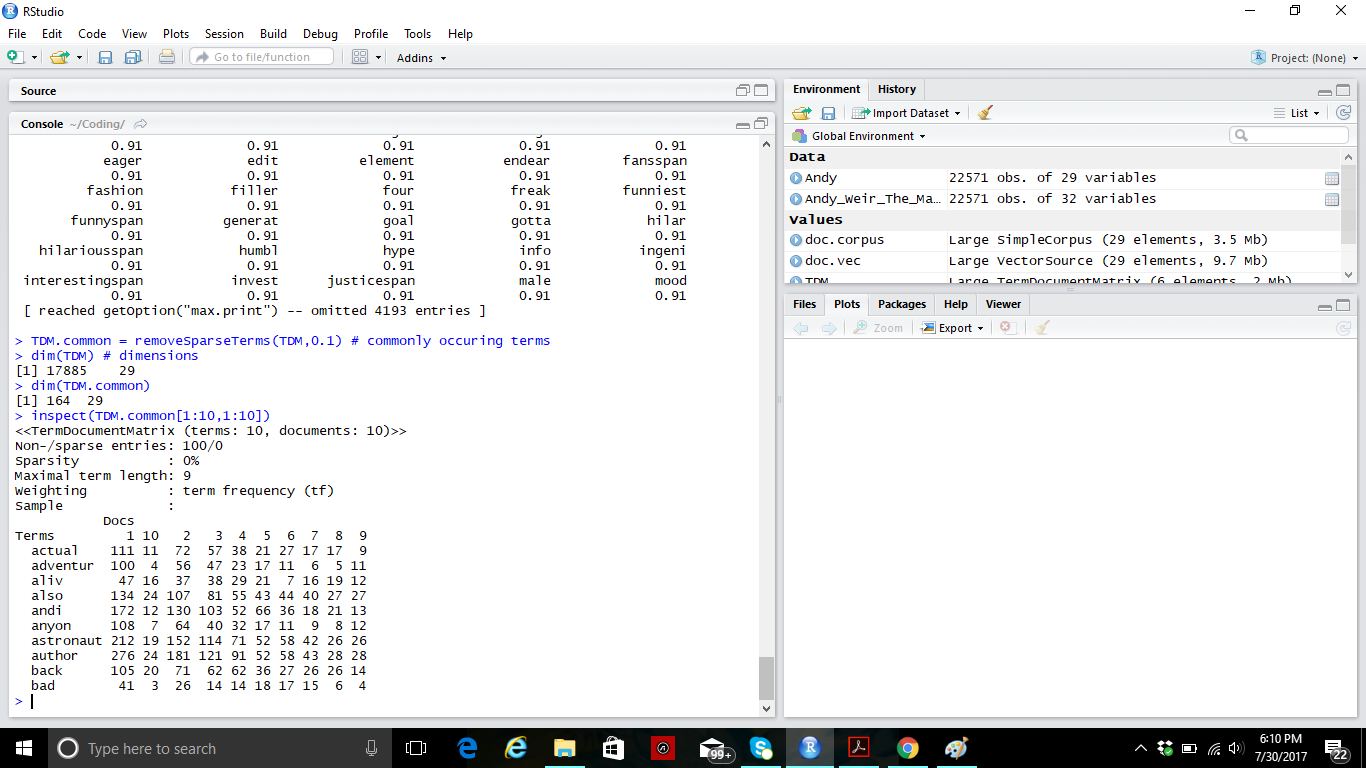 RStudio
File Edit Code View Plots Session Build Debug Profile Tools Help
Go to file/function Addins Project: (None)
Source
Console ~/Coding/
0.91 0.91 0.91 0.91 0.91
eager edit element endear fansspan
0.91 0.91 0.91 0.91 0.91
fashion filler four freak funniest
0.91 0.91 0.91 0.91 0.91
funnyspan generat goal gotta hilar
0.91 0.91 0.91 0.91 0.91
hilariousspan humbl hype info ingeni
0.91 0.91 0.91 0.91 0.91
interestingspan invest justicespan male mood
0.91 0.91 0.91 0.91 0.91
[ reached getOption("max.print") -- omitted 4193 entries ]
> TDM.common = removeSparseTerms(TDM,0.1) # commonly occuring terms
> dim(TDM) # dimensions
[1] 17885 29
> dim(TDM.common)
[1] 164 29
> inspect(TDM.common[1:10,1:10])
<<TermDocumentMatrix (terms: 10, documents: 10)>>
Non-/sparse entries: 100/0
Sparsity : 0%
Maximal term length: 9
Weighting : term frequency (tf)
Sample :
Docs
Terms 1 10 2 3 4 5 6 7 8 9
actual 111 11 72 57 38 21 27 17 17 9
adventur 100 4 56 47 23 17 11 6 5 11
aliv 47 16 37 38 29 21 7 16 19 12
also 134 24 107 81 55 43 44 40 27 27
andi 172 12 130 103 52 66 36 18 21 13
anyon 108 7 64 40 32 17 11 9 8 12
astronaut 212 19 152 114 71 52 58 42 26 26
author 276 24 181 121 91 52 58 43 28 28
back 105 20 71 62 62 36 27 26 26 14
bad 41 3 26 14 14 18 17 15 6 4
>
Environment History
Import Dataset List
Global Environment
Data
Andy 22571 obs. of 29 variables
Andy_Weir_The_Ma... 22571 obs. of 32 variables
Values
doc.corpus Large SimpleCorpus (29 elements, 3.5 Mb)
doc.vec Large VectorSource (29 elements, 9.7 Mb)
TDM Large TermDocumentMatrix (6 elements, 2 Mb)
Files Plots Packages Help Viewer
Zoom Export
Type here to search
99+
6:10 PM
7/30/2017
22